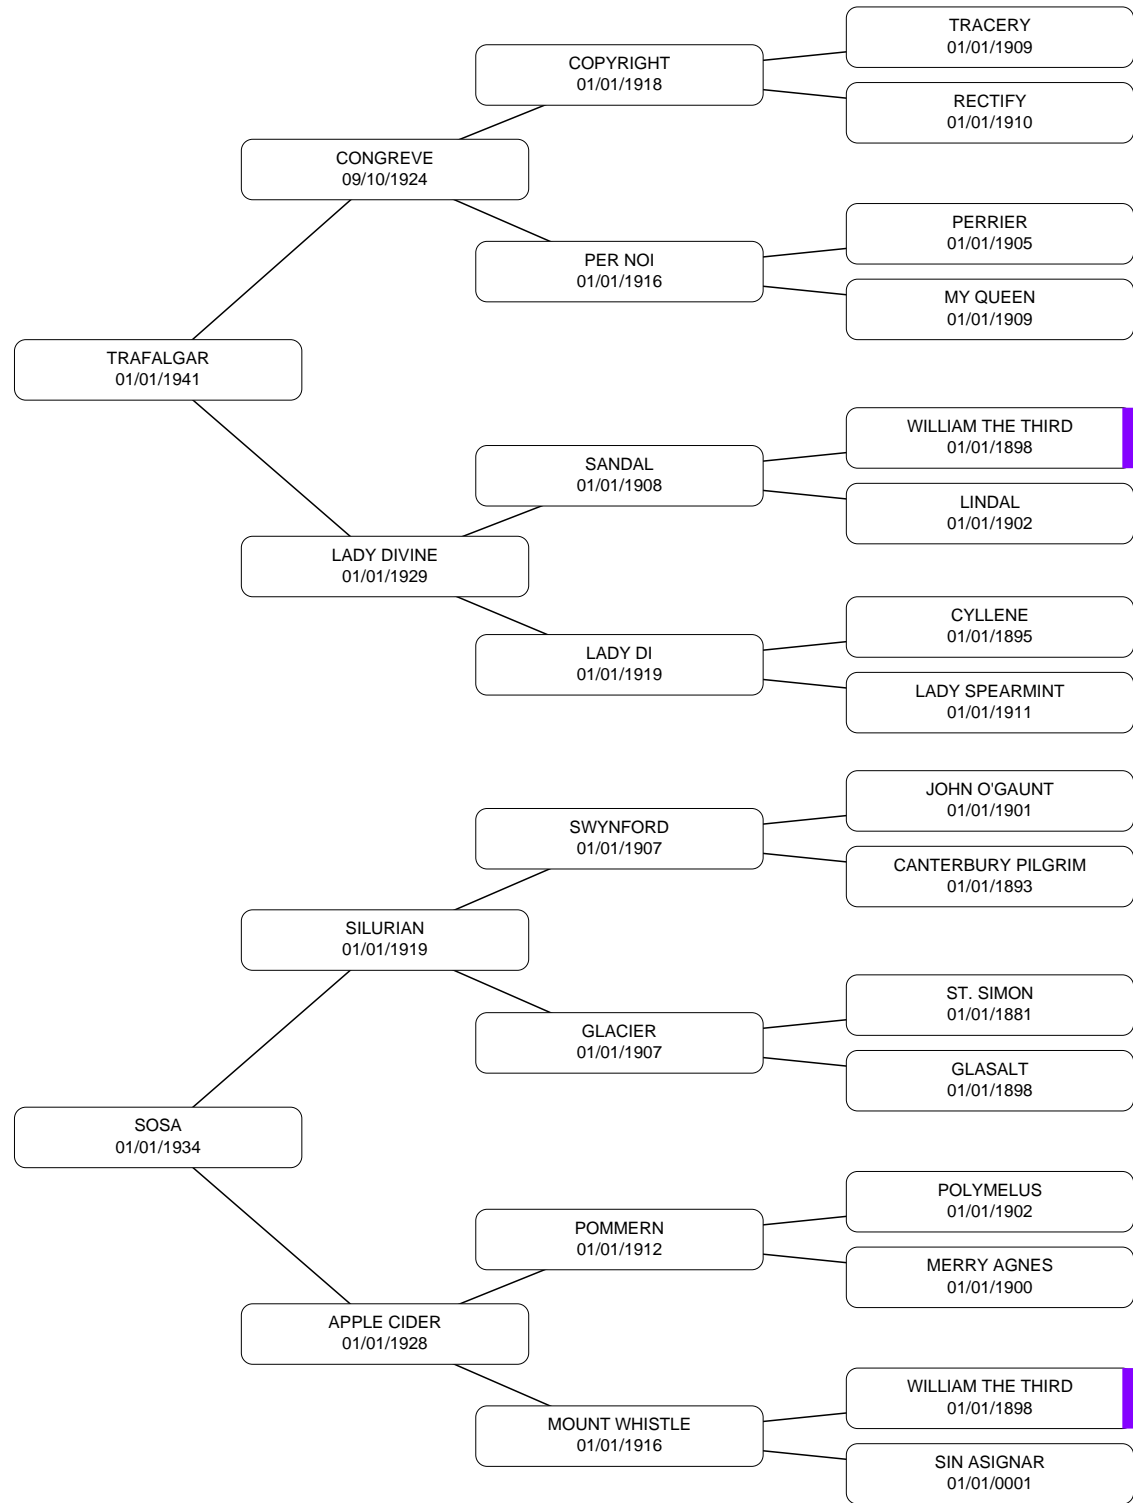 TRACERY
01/01/1909
COPYRIGHT
01/01/1918
RECTIFY
01/01/1910
CONGREVE
09/10/1924
PERRIER
01/01/1905
PER NOI
01/01/1916
MY QUEEN
01/01/1909
TRAFALGAR
01/01/1941
WILLIAM THE THIRD
01/01/1898
SANDAL
01/01/1908
LINDAL
01/01/1902
LADY DIVINE
01/01/1929
CYLLENE
01/01/1895
LADY DI
01/01/1919
LADY SPEARMINT
01/01/1911
JOHN O'GAUNT
01/01/1901
SWYNFORD
01/01/1907
CANTERBURY PILGRIM
01/01/1893
SILURIAN
01/01/1919
ST. SIMON
01/01/1881
GLACIER
01/01/1907
GLASALT
01/01/1898
SOSA
01/01/1934
POLYMELUS
01/01/1902
POMMERN
01/01/1912
MERRY AGNES
01/01/1900
APPLE CIDER
01/01/1928
WILLIAM THE THIRD
01/01/1898
MOUNT WHISTLE
01/01/1916
SIN ASIGNAR
01/01/0001